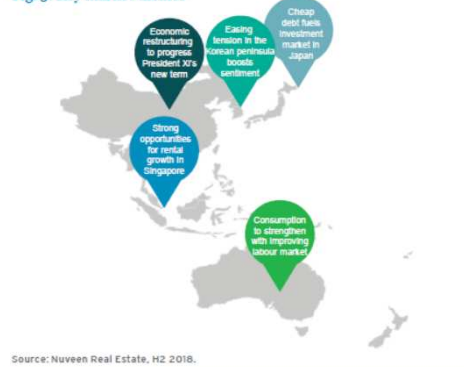 Cheap
debt fuels
investment
market in
Japan
Easing
tension in the
Korean peninsula
boosts
sentiment
Economic
restructuring
to progress
President Xi's
new term
Strong
opportunities
for rental
growth in
Singapore
Consumption
to strengthen
with improving
labour market
Source: Nuveen Real Estate, H2 2018.